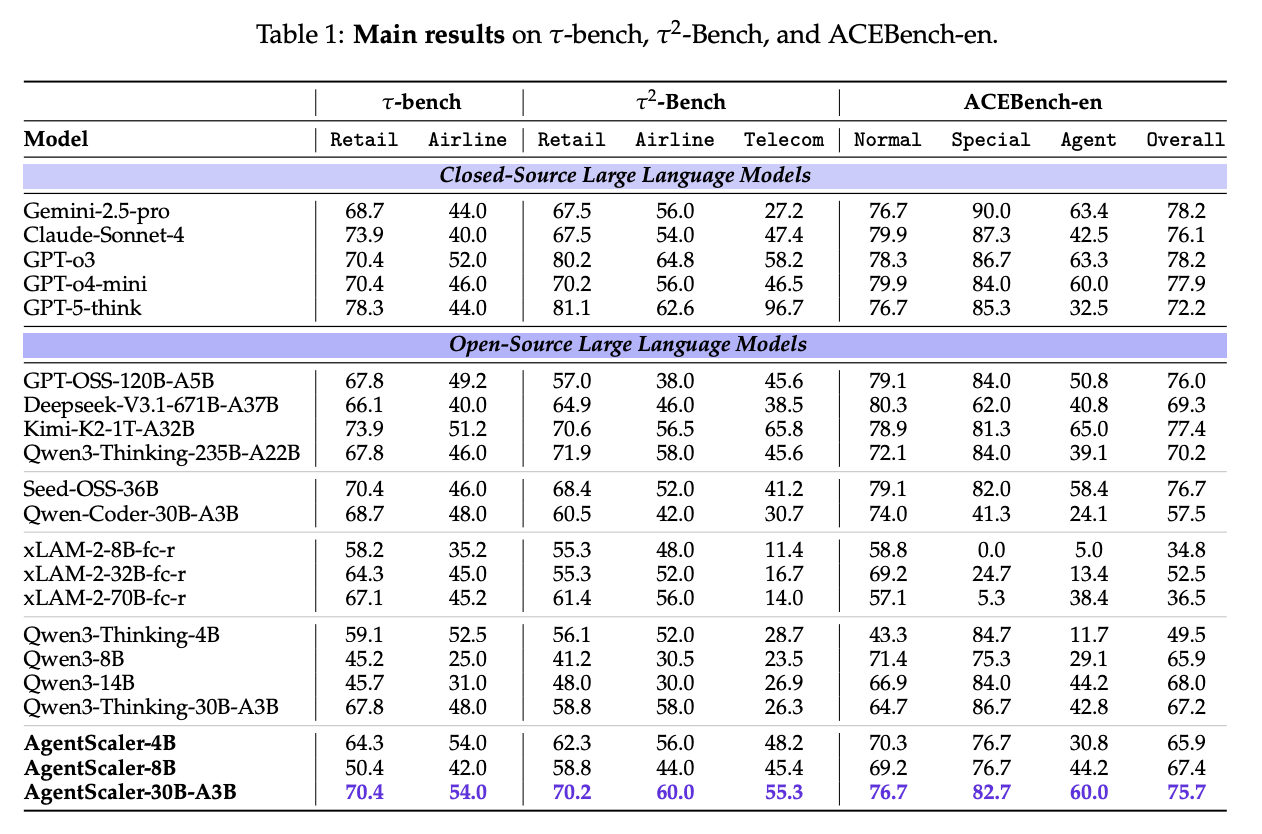 Table 1: Main results on τ-bench, τ²-Bench, and ACEBench-en.
τ-bench τ²-Bench ACEBench-en
Model Retail Airline Retail Airline Telecom Normal Special Agent Overall
Closed-Source Large Language Models
Gemini-2.5-pro 68.7 44.0 67.5 56.0 27.2 76.7 90.0 63.4 78.2
Claude-Sonnet-4 73.9 40.0 67.5 54.0 47.4 79.9 87.3 42.5 76.1
GPT-o3 70.4 52.0 80.2 64.8 58.2 78.3 86.7 63.3 78.2
GPT-o4-mini 70.4 46.0 70.2 56.0 46.5 79.9 84.0 60.0 77.9
GPT-5-think 78.3 44.0 81.1 62.6 96.7 76.7 85.3 32.5 72.2
Open-Source Large Language Models
GPT-OSS-120B-A5B 67.8 49.2 57.0 38.0 45.6 79.1 84.0 50.8 76.0
Deepseek-V3.1-671B-A37B 66.1 40.0 64.9 46.0 38.5 80.3 62.0 40.8 69.3
Kimi-K2-1T-A32B 73.9 51.2 70.6 56.5 65.8 78.9 81.3 65.0 77.4
Qwen3-Thinking-235B-A22B 67.8 46.0 71.9 58.0 45.6 72.1 84.0 39.1 70.2
Seed-OSS-36B 70.4 46.0 68.4 52.0 41.2 79.1 82.0 58.4 76.7
Qwen-Coder-30B-A3B 68.7 48.0 60.5 42.0 30.7 74.0 41.3 24.1 57.5
xLAM-2-8B-fc-r 58.2 35.2 55.3 48.0 11.4 58.8 0.0 5.0 34.8
xLAM-2-32B-fc-r 64.3 45.0 55.3 52.0 16.7 69.2 24.7 13.4 52.5
xLAM-2-70B-fc-r 67.1 45.2 61.4 56.0 14.0 57.1 5.3 38.4 36.5
Qwen3-Thinking-4B 59.1 52.5 56.1 52.0 28.7 43.3 84.7 11.7 49.5
Qwen3-8B 45.2 25.0 41.2 30.5 23.5 71.4 75.3 29.1 65.9
Qwen3-14B 45.7 31.0 48.0 30.0 26.9 66.9 84.0 44.2 68.0
Qwen3-Thinking-30B-A3B 67.8 48.0 58.8 58.0 26.3 64.7 86.7 42.8 67.2
AgentScaler-4B 64.3 54.0 62.3 56.0 48.2 70.3 76.7 30.8 65.9
AgentScaler-8B 50.4 42.0 58.8 44.0 45.4 69.2 76.7 44.2 67.4
AgentScaler-30B-A3B 70.4 54.0 70.2 60.0 55.3 76.7 82.7 60.0 75.7